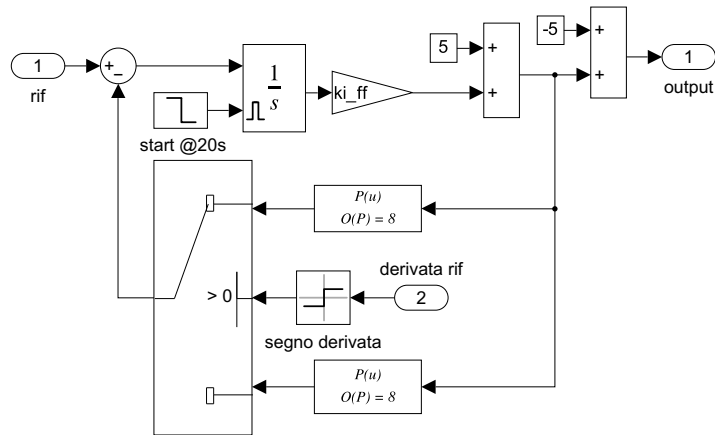 1
rif
+
–
start @20s
1
s
ki_ff
5
+
+
-5
+
+
1
output
P(u)
O(P) = 8
> 0
segno derivata
derivata rif
2
P(u)
O(P) = 8